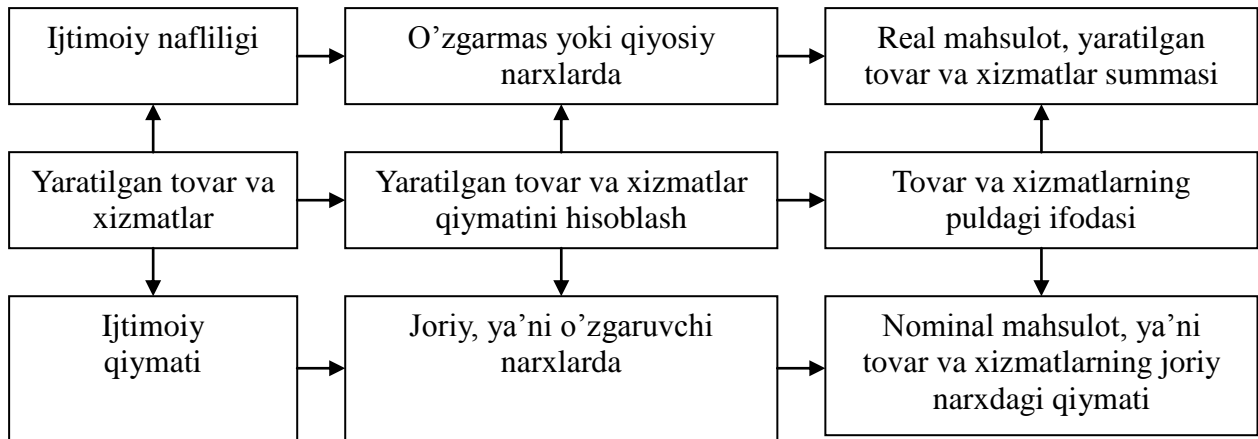 Ijtimoiy nafliligi
O’zgarmas yoki qiyosiy
narxlarda
Real mahsulot, yaratilgan
tovar va xizmatlar summasi
Yaratilgan tovar va
xizmatlar
Yaratilgan tovar va xizmatlar
qiymatini hisoblash
Tovar va xizmatlarning
puldagi ifodasi
Ijtimoiy
qiymati
Joriy, ya’ni o’zgaruvchi
narxlarda
Nominal mahsulot, ya’ni
tovar va xizmatlarning joriy
narxdagi qiymati